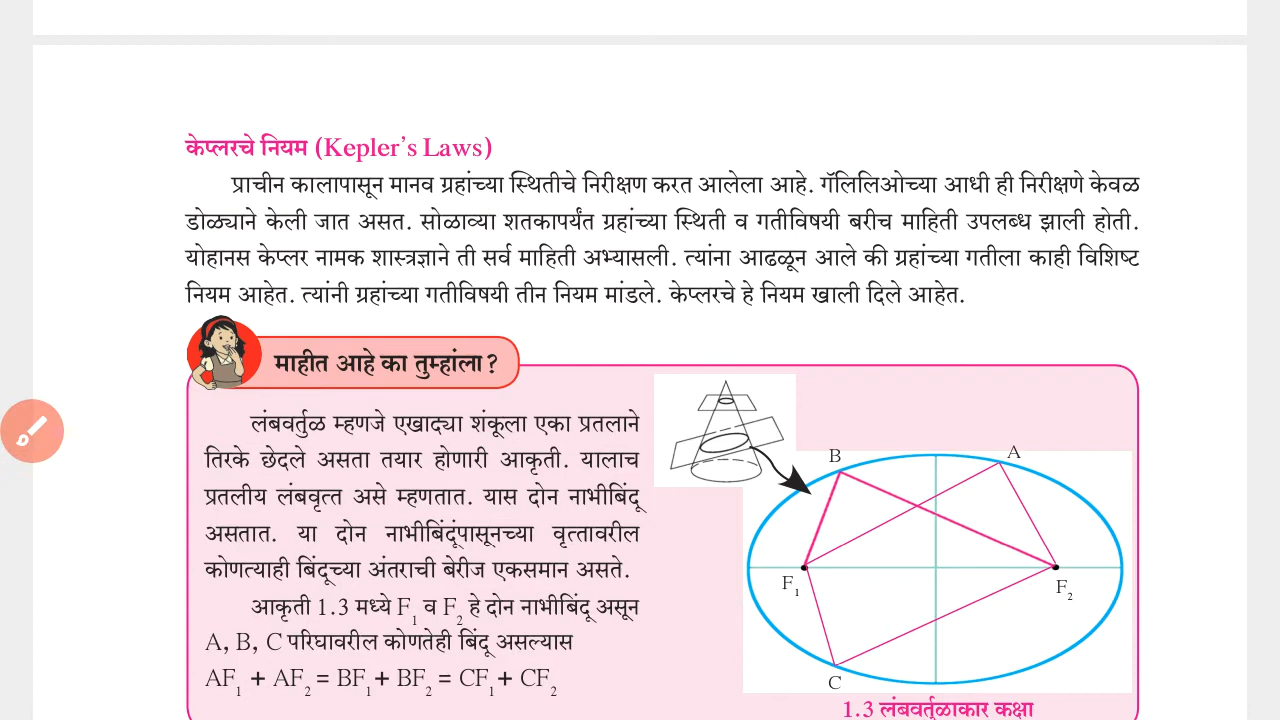 केप्लरचे नियम (Kepler's Laws)
प्राचीन कालापासून मानव ग्रहांच्या स्थितीचे निरीक्षण करत आलेला आहे. गॅलिलिओच्या आधी ही निरीक्षणे केवळ
डोळ्याने केली जात असत. सोळाव्या शतकापर्यंत ग्रहांच्या स्थिती व गतीविषयी बरीच माहिती उपलब्ध झाली होती.
योहानस केप्लर नामक शास्त्रज्ञाने ती सर्व माहिती अभ्यासली. त्यांना आढळून आले की ग्रहांच्या गतीला काही विशिष्ट
नियम आहेत. त्यांनी ग्रहांच्या गतीविषयी तीन नियम मांडले. केप्लरचे हे नियम खाली दिले आहेत.
माहीत आहे का तुम्हांला?
लंबवर्तुळ म्हणजे एखाद्या शंकूला एका प्रतलाने
तिरके छेदले असता तयार होणारी आकृती. यालाच
प्रतलीय लंबवृत्त असे म्हणतात. यास दोन नाभीबिंदू
असतात. या दोन नाभीबिंदूंपासूनच्या वृत्तावरील
कोणत्याही बिंदूच्या अंतराची बेरीज एकसमान असते.
आकृती 1.3 मध्ये F₁ व F₂ हे दोन नाभीबिंदू असून
A, B, C परिघावरील कोणतेही बिंदू असल्यास
AF₁ + AF₂ = BF₁+ BF₂ = CF₁+ CF₂
B
A
F₁
F₂
C
1.3 लंबवर्तुळाकार कक्षा